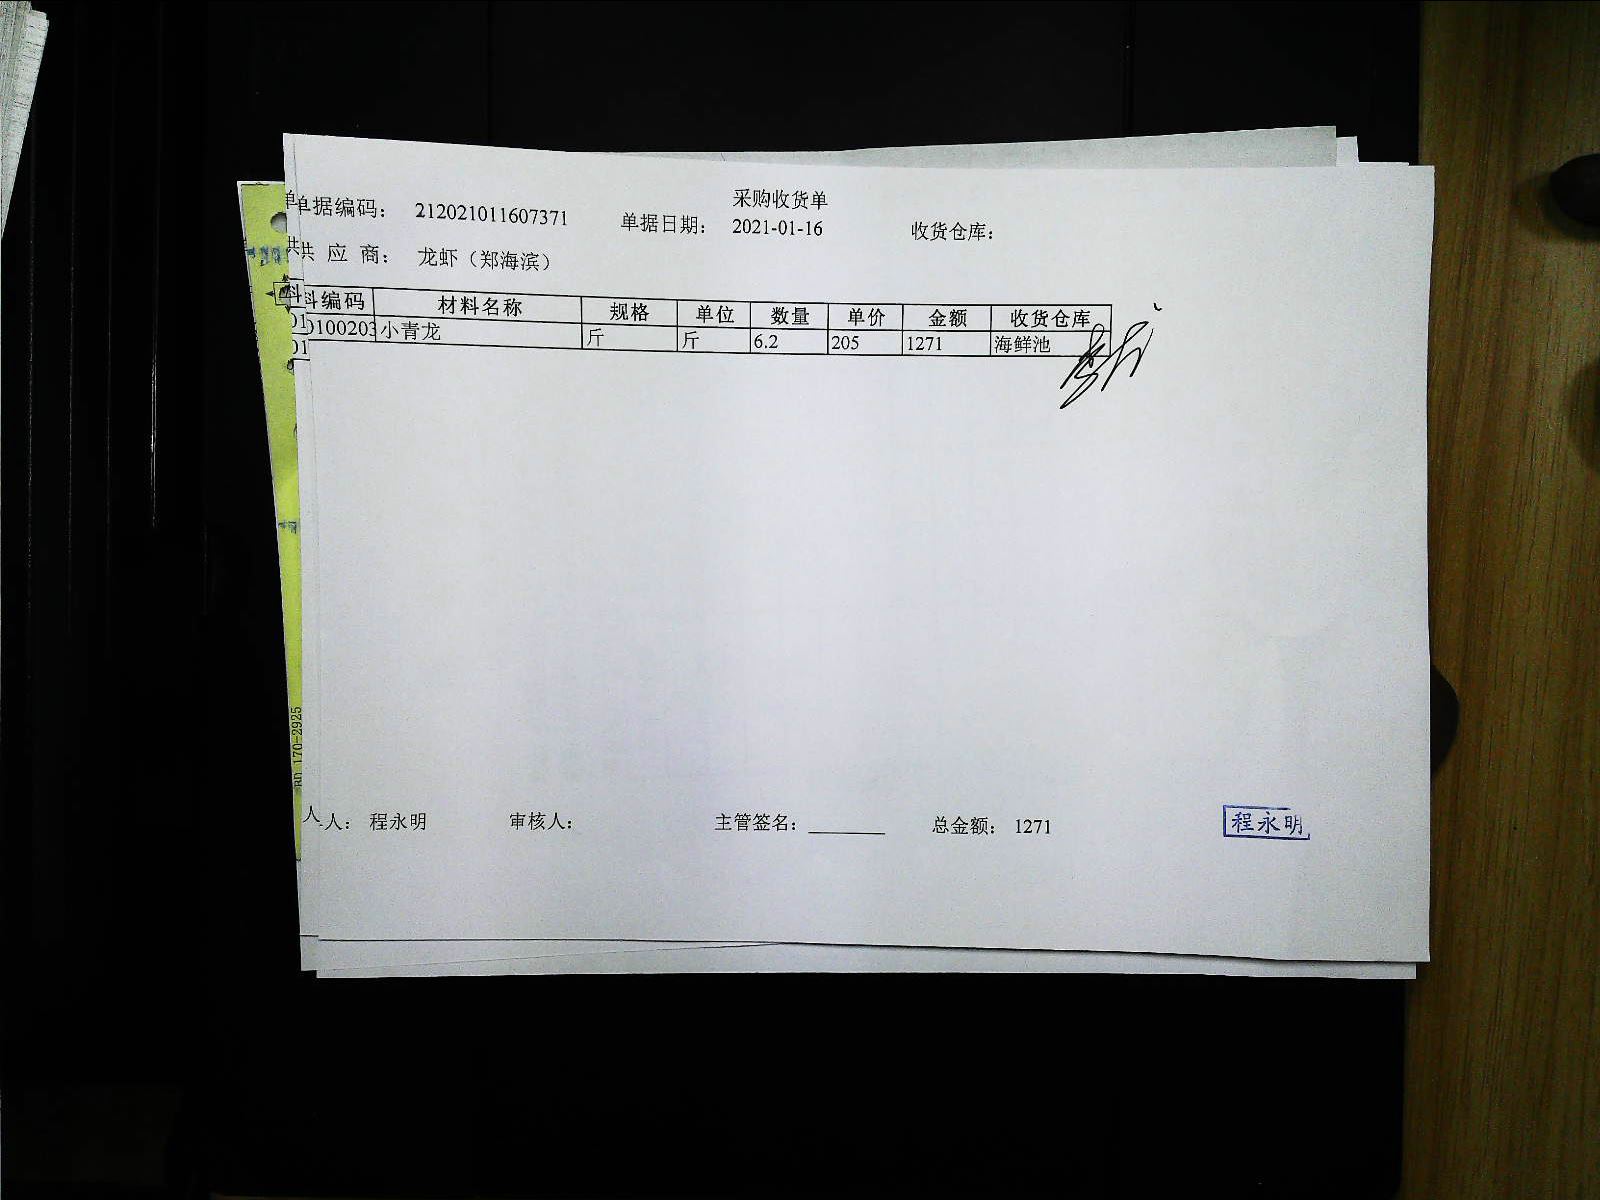 采购收货单
单据编码： 212021011607371 单据日期： 2021-01-16 收货仓库：
供 应 商： 龙虾（郑海滨）
料编码 材料名称 规格 单位 数量 单价 金额 收货仓库
0100203 小青龙 斤 斤 6.2 205 1271 海鲜池
人： 程永明 审核人： 主管签名： 总金额： 1271
程永明
170-2925